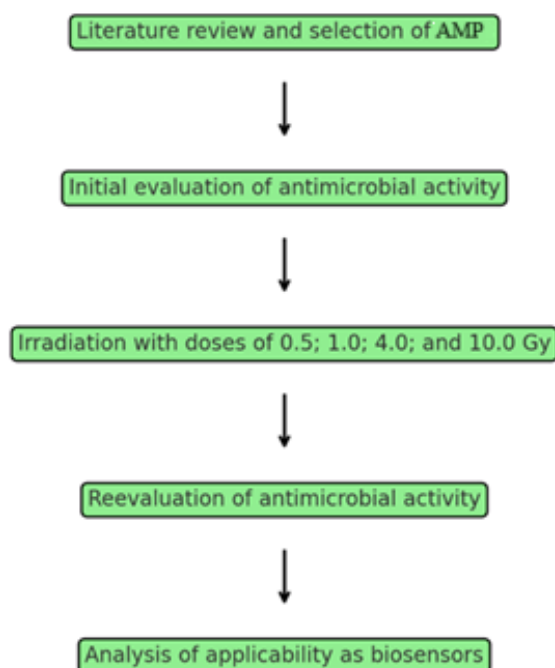 Literature review and selection of AMP
Initial evaluation of antimicrobial activity
Irradiation with doses of 0.5; 1.0; 4.0; and 10.0 Gy
Reevaluation of antimicrobial activity
Analysis of applicability as biosensors